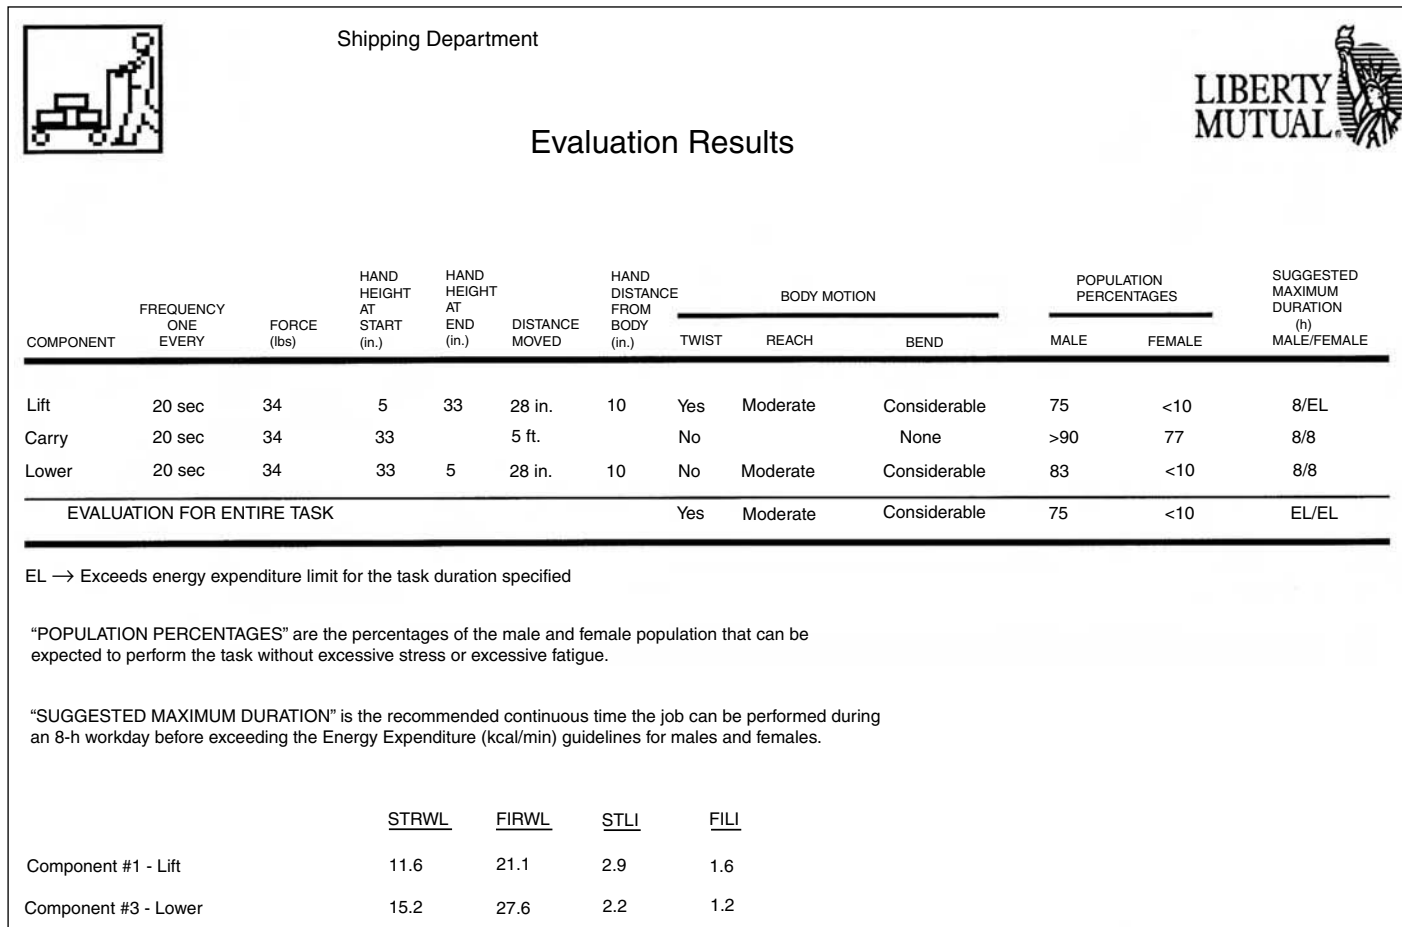 Shipping Department
LIBERTY
MUTUAL®
Evaluation Results
COMPONENT
FREQUENCY
ONE
EVERY
FORCE
(lbs)
HAND
HEIGHT
AT
START
(in.)
HAND
HEIGHT
AT
END
(in.)
DISTANCE
MOVED
HAND
DISTANCE
FROM
BODY
(in.)
BODY MOTION
TWIST REACH BEND
POPULATION
PERCENTAGES
MALE FEMALE
SUGGESTED
MAXIMUM
DURATION
(h)
MALE/FEMALE
Lift 20 sec 34 5 33 28 in. 10 Yes Moderate Considerable 75 <10 8/EL
Carry 20 sec 34 33 5 ft. No None >90 77 8/8
Lower 20 sec 34 33 5 28 in. 10 No Moderate Considerable 83 <10 8/8
EVALUATION FOR ENTIRE TASK Yes Moderate Considerable 75 <10 EL/EL
EL → Exceeds energy expenditure limit for the task duration specified
“POPULATION PERCENTAGES” are the percentages of the male and female population that can be
expected to perform the task without excessive stress or excessive fatigue.
“SUGGESTED MAXIMUM DURATION” is the recommended continuous time the job can be performed during
an 8-h workday before exceeding the Energy Expenditure (kcal/min) guidelines for males and females.
STRWL FIRWL STLI FILI
Component #1 - Lift 11.6 21.1 2.9 1.6
Component #3 - Lower 15.2 27.6 2.2 1.2